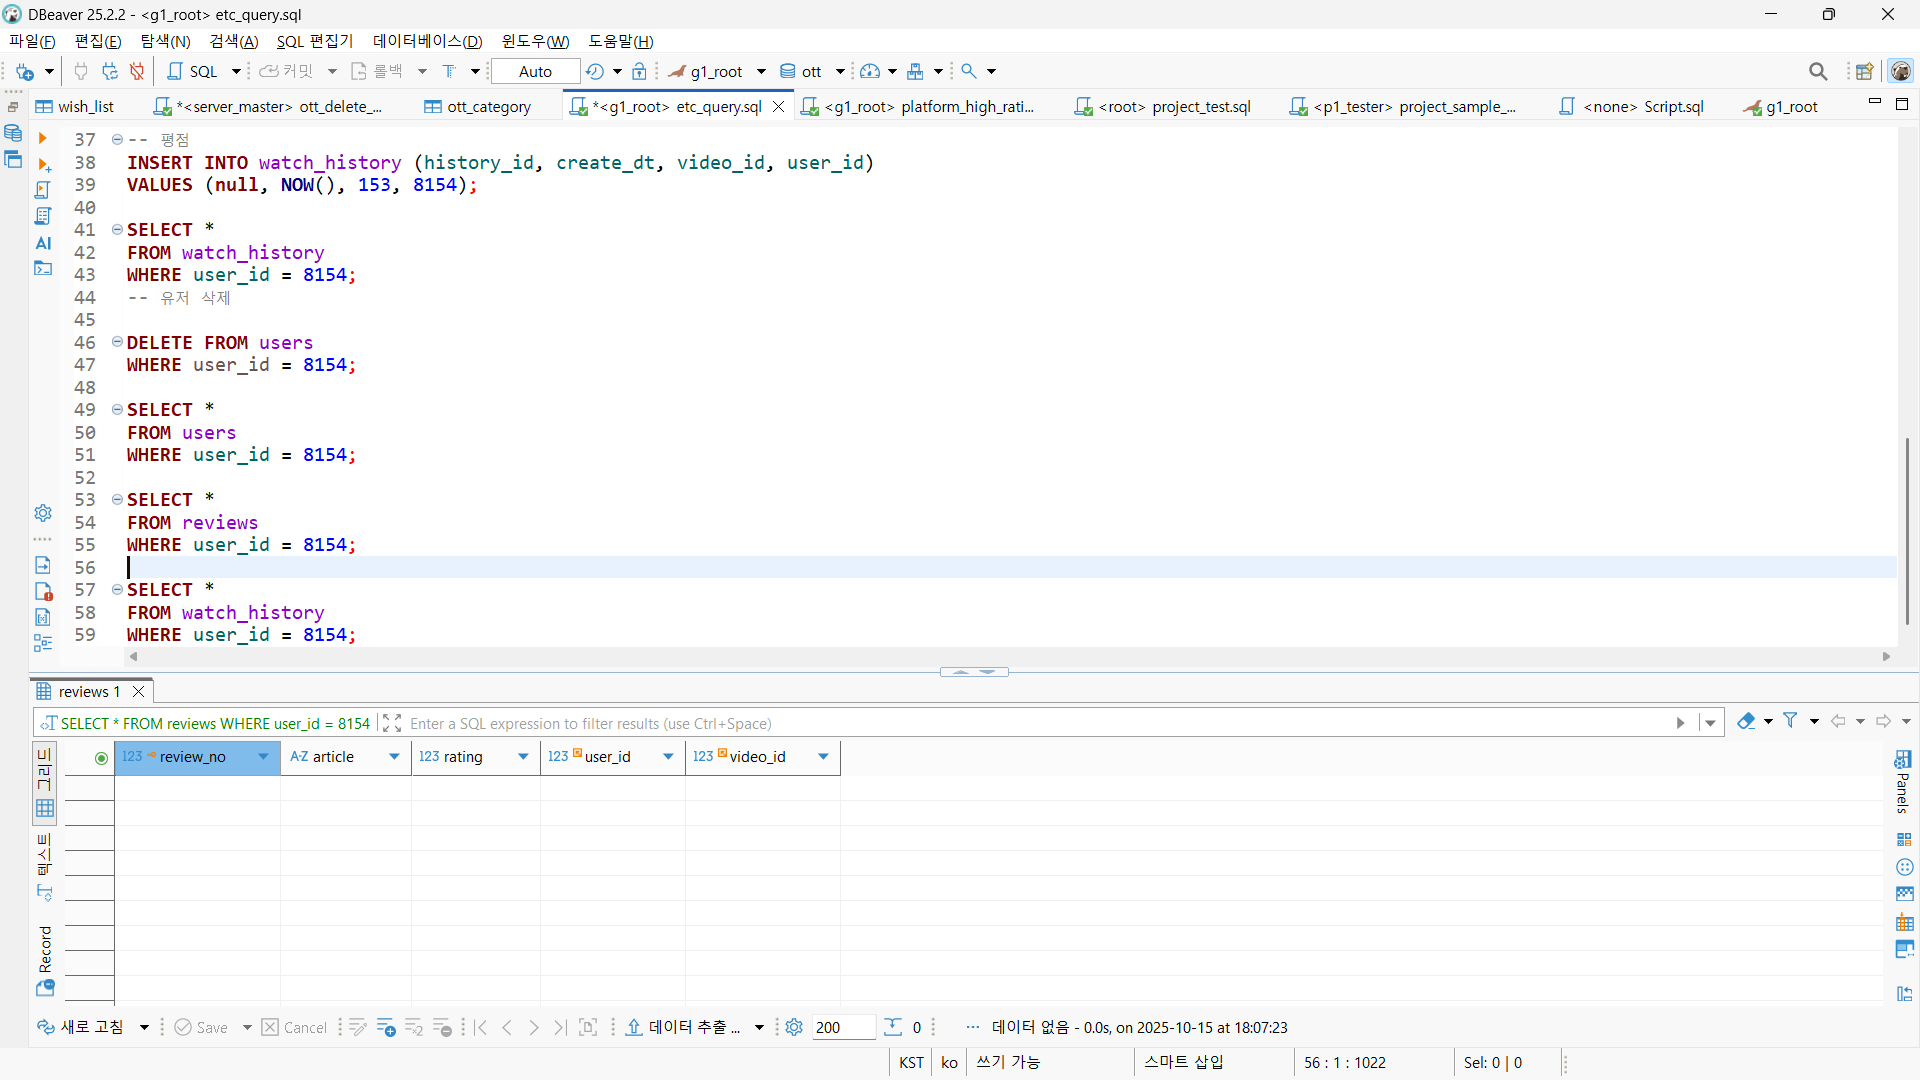 DBeaver 25.2.2 - <g1_root> etc_query.sql
파일(F) 편집(E) 탐색(N) 검색(A) SQL 편집기 데이터베이스(D) 윈도우(W) 도움말(H)
SQL 커밋 롤백 Auto g1_root ott
wish_list *<server_master> ott_delete_... ott_category *<g1_root> etc_query.sql <g1_root> platform_high_rati... <root> project_test.sql <p1_tester> project_sample_... <none> Script.sql g1_root
37 -- 평점
38 INSERT INTO watch_history (history_id, create_dt, video_id, user_id)
39 VALUES (null, NOW(), 153, 8154);
40
41 SELECT *
42 FROM watch_history
43 WHERE user_id = 8154;
44 -- 유저 삭제
45
46 DELETE FROM users
47 WHERE user_id = 8154;
48
49 SELECT *
50 FROM users
51 WHERE user_id = 8154;
52
53 SELECT *
54 FROM reviews
55 WHERE user_id = 8154;
56
57 SELECT *
58 FROM watch_history
59 WHERE user_id = 8154;
AI
reviews 1
SELECT * FROM reviews WHERE user_id = 8154 Enter a SQL expression to filter results (use Ctrl+Space)
123 review_no A-Z article 123 rating 123 user_id 123 video_id
그리드
텍스트
Record
Panels
새로 고침 Save Cancel 데이터 추출 ... 200 0 ... 데이터 없음 - 0.0s, on 2025-10-15 at 18:07:23
KST ko 쓰기 가능 스마트 삽입 56 : 1 : 1022 Sel: 0 | 0